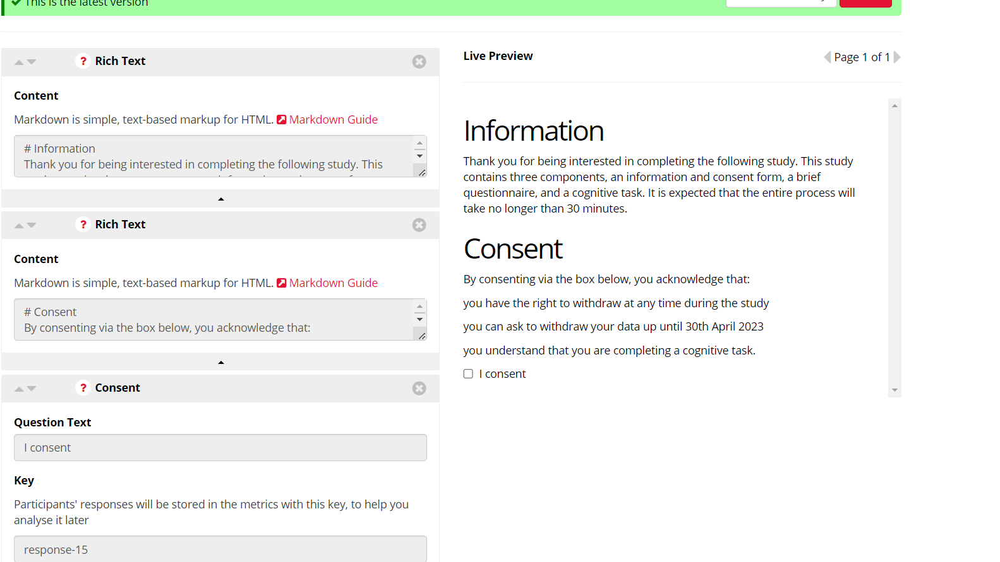 This is the latest version
? Rich Text
Content
Markdown is simple, text-based markup for HTML. Markdown Guide
# Information
Thank you for being interested in completing the following study. This
? Rich Text
Content
Markdown is simple, text-based markup for HTML. Markdown Guide
# Consent
By consenting via the box below, you acknowledge that:
? Consent
Question Text
I consent
Key
Participants' responses will be stored in the metrics with this key, to help you
analyse it later
response-15
Live Preview
Page 1 of 1
Information
Thank you for being interested in completing the following study. This study
contains three components, an information and consent form, a brief
questionnaire, and a cognitive task. It is expected that the entire process will
take no longer than 30 minutes.
Consent
By consenting via the box below, you acknowledge that:
you have the right to withdraw at any time during the study
you can ask to withdraw your data up until 30th April 2023
you understand that you are completing a cognitive task.
I consent